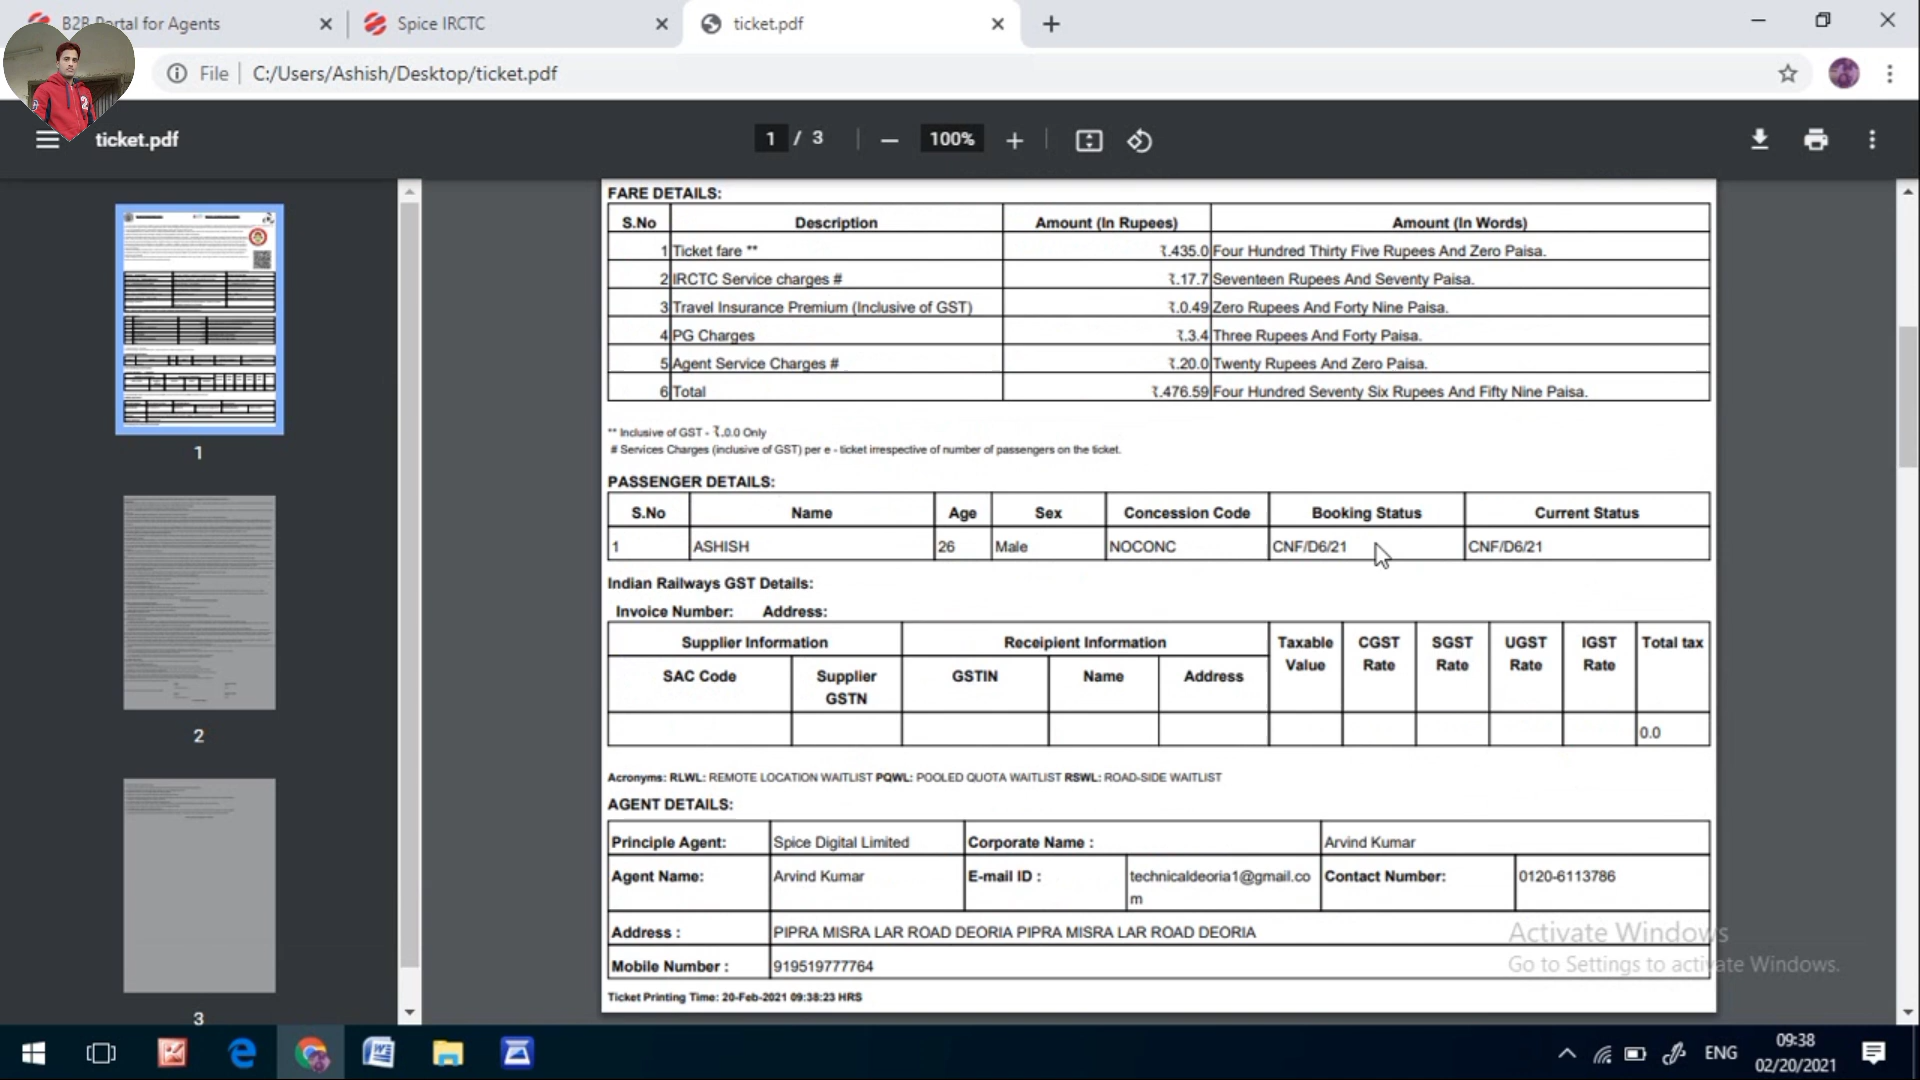 B2B Portal for Agents
Spice IRCTC
ticket.pdf
File
C:/Users/Ashish/Desktop/ticket.pdf
ticket.pdf
1 / 3
100%
FARE DETAILS:
S.No Description Amount (In Rupees) Amount (In Words)
1 Ticket fare ** ₹.435.0 Four Hundred Thirty Five Rupees And Zero Paisa.
2 IRCTC Service charges # ₹.17.7 Seventeen Rupees And Seventy Paisa.
3 Travel Insurance Premium (Inclusive of GST) ₹.0.49 Zero Rupees And Forty Nine Paisa.
4 PG Charges ₹.3.4 Three Rupees And Forty Paisa.
5 Agent Service Charges # ₹.20.0 Twenty Rupees And Zero Paisa.
6 Total ₹.476.59 Four Hundred Seventy Six Rupees And Fifty Nine Paisa.
** Inclusive of GST - ₹.0.0 Only
# Services Charges (inclusive of GST) per e - ticket irrespective of number of passengers on the ticket.
PASSENGER DETAILS:
S.No Name Age Sex Concession Code Booking Status Current Status
1 ASHISH 26 Male NOCONC CNF/D6/21 CNF/D6/21
Indian Railways GST Details:
Invoice Number: Address:
Supplier Information Receipient Information Taxable CGST SGST UGST IGST Total tax
Value Rate Rate Rate Rate
SAC Code Supplier GSTIN Name Address
GSTN
0.0
Acronyms: RLWL: REMOTE LOCATION WAITLIST PQWL: POOLED QUOTA WAITLIST RSWL: ROAD-SIDE WAITLIST
AGENT DETAILS:
Principle Agent: Spice Digital Limited Corporate Name : Arvind Kumar
Agent Name: Arvind Kumar E-mail ID : technicaldeoria1@gmail.co Contact Number: 0120-6113786
m
Address : PIPRA MISRA LAR ROAD DEORIA PIPRA MISRA LAR ROAD DEORIA
Mobile Number : 919519777764
Ticket Printing Time: 20-Feb-2021 09:38:23 HRS
Activate Windows
Go to Settings to activate Windows.
1
2
3
ENG
09:38
02/20/2021